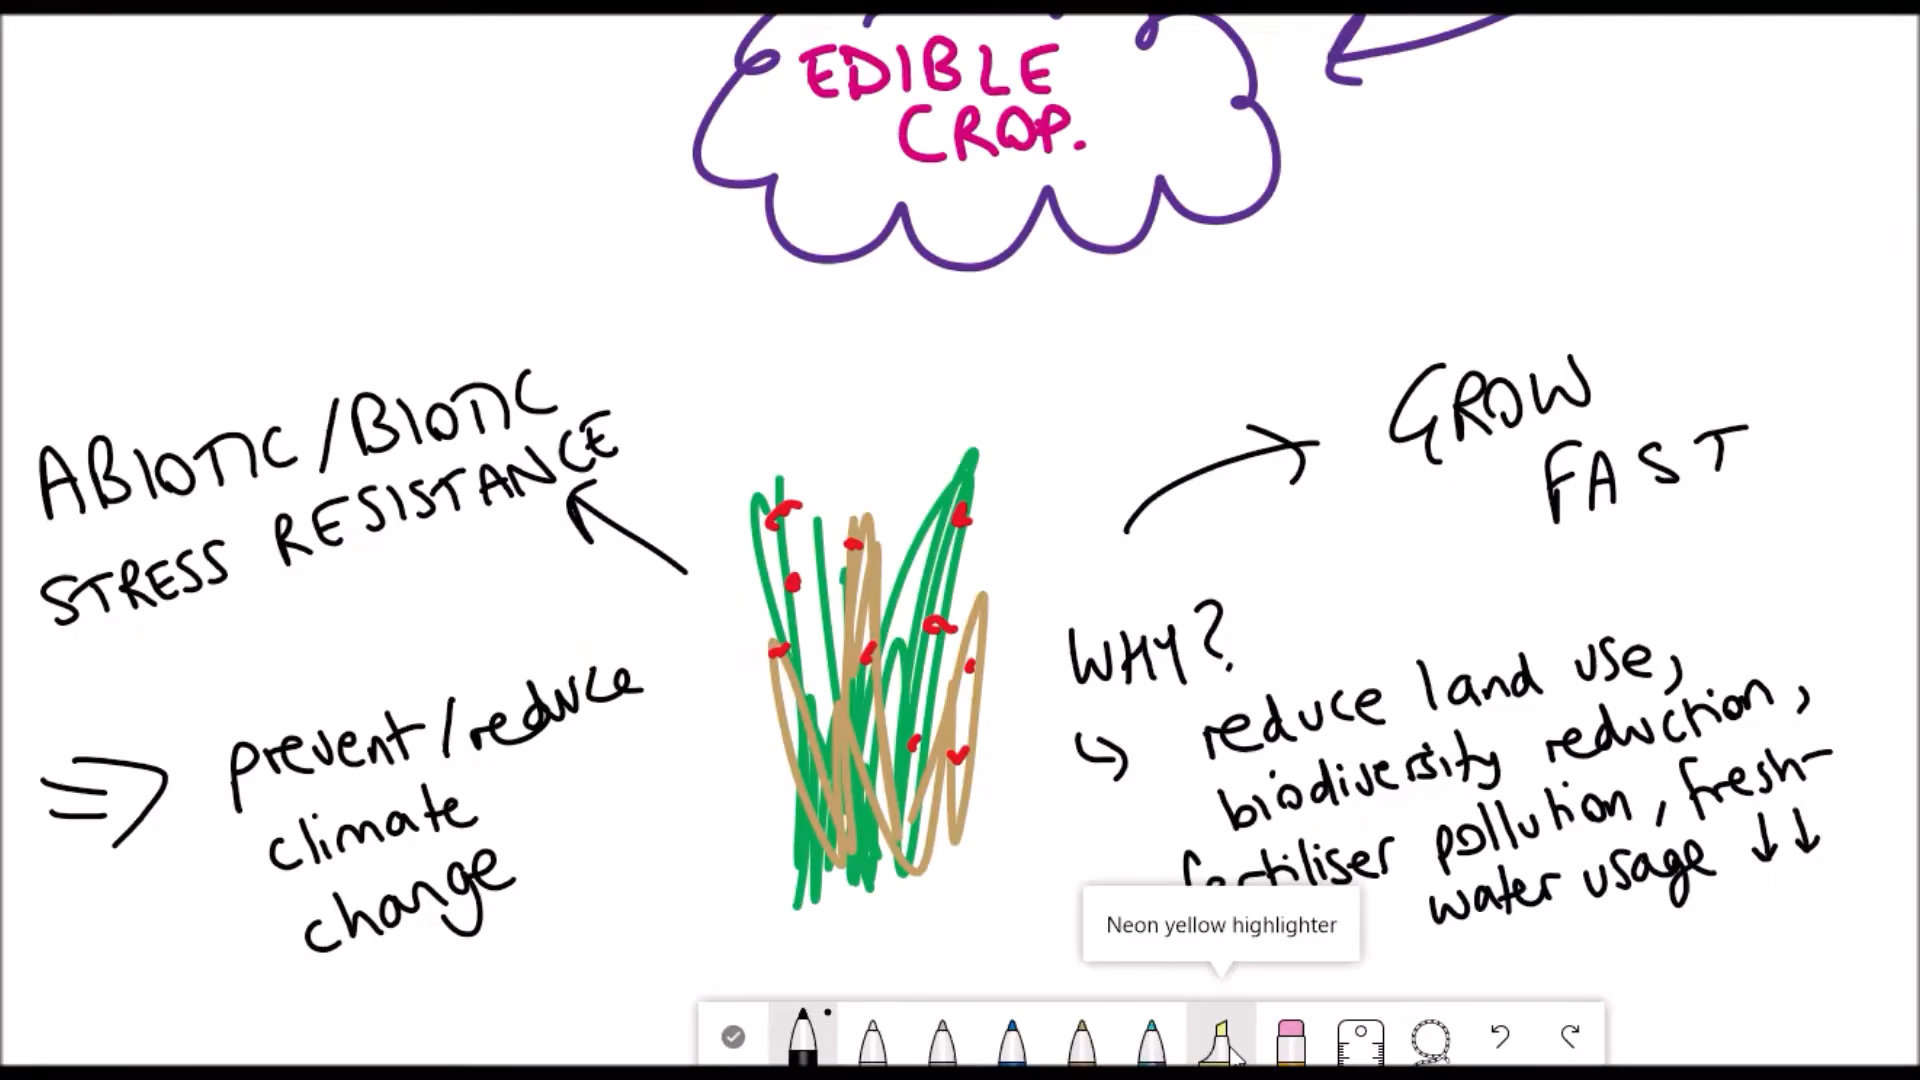 EDIBLE
CROP.
ABIOTIC/BIOTIC
STRESS RESISTANCE
GROW
FAST
WHY?
reduce land use,
biodiversity reduction,
fertiliser pollution, fresh-
water usage ↓↓
prevent/reduce
climate
change
Neon yellow highlighter